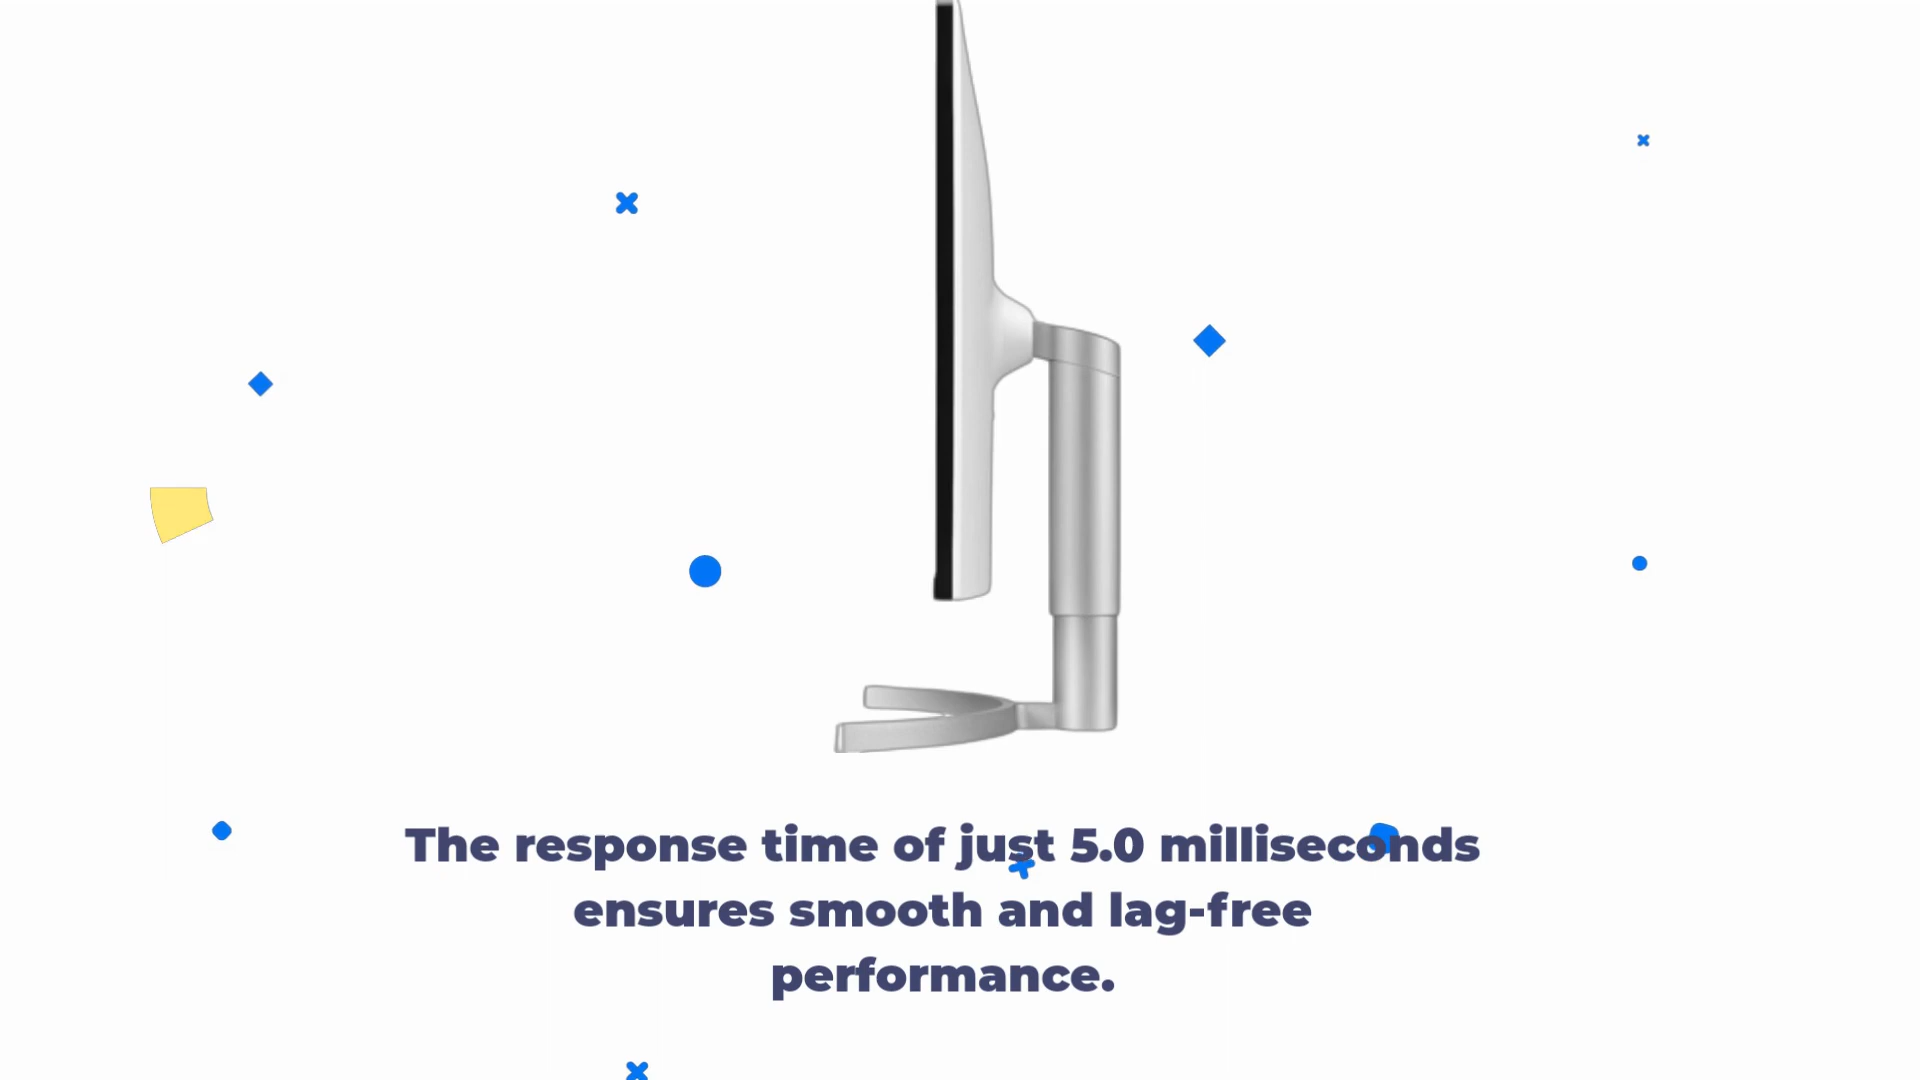 The response time of just 5.0 milliseconds
ensures smooth and lag-free
performance.